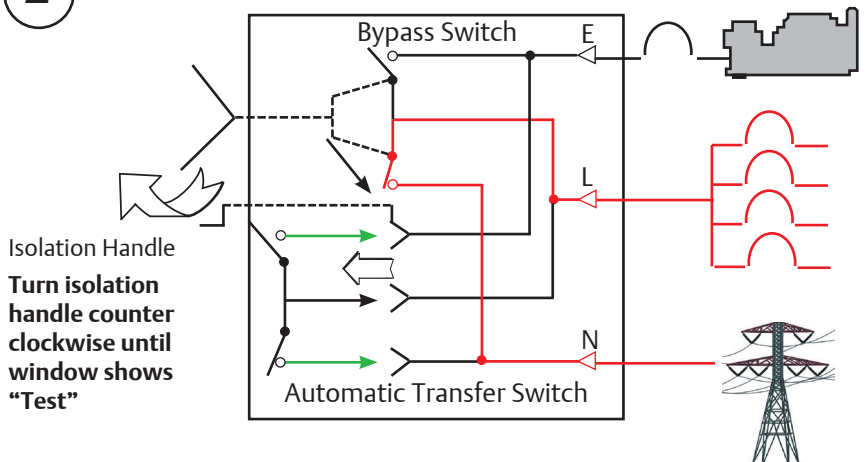 2
Bypass Switch
E
L
Isolation Handle
Turn isolation
handle counter
clockwise until
window shows
“Test”
N
Automatic Transfer Switch